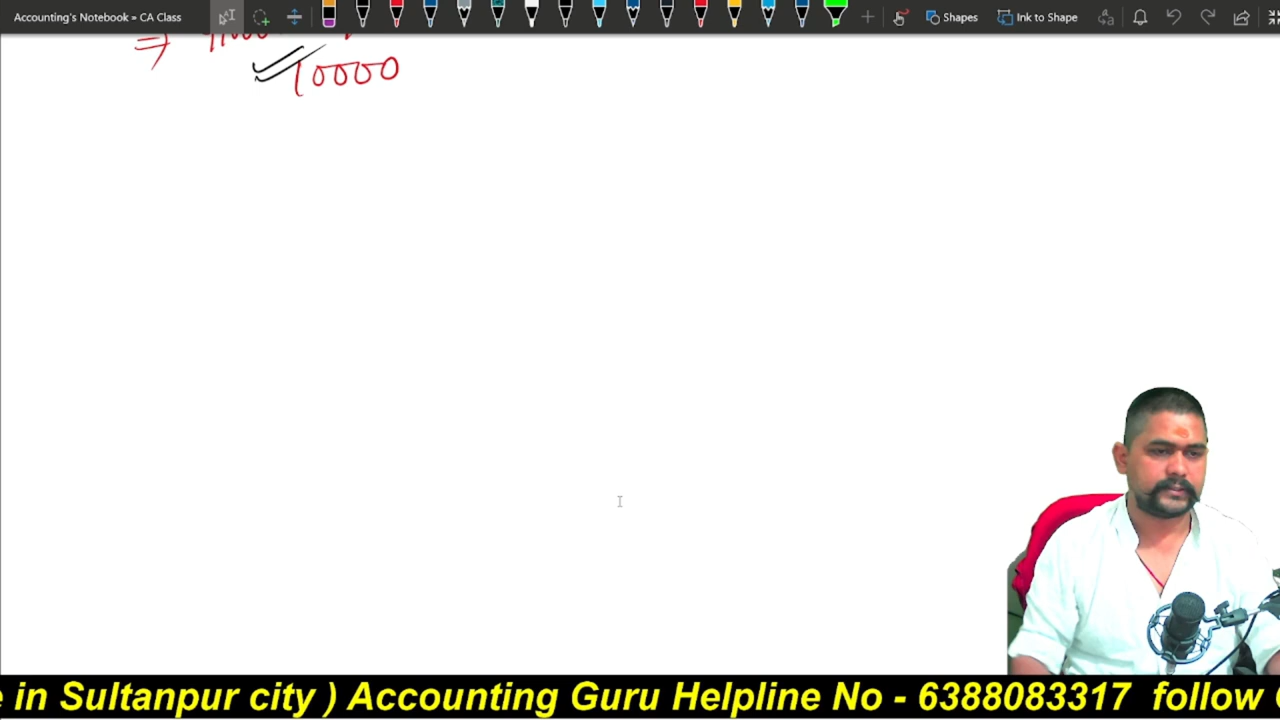 Accounting's Notebook » CA Class
Shapes
Ink to Shape
⇒
10000
e in Sultanpur city ) Accounting Guru Helpline No - 6388083317 follow